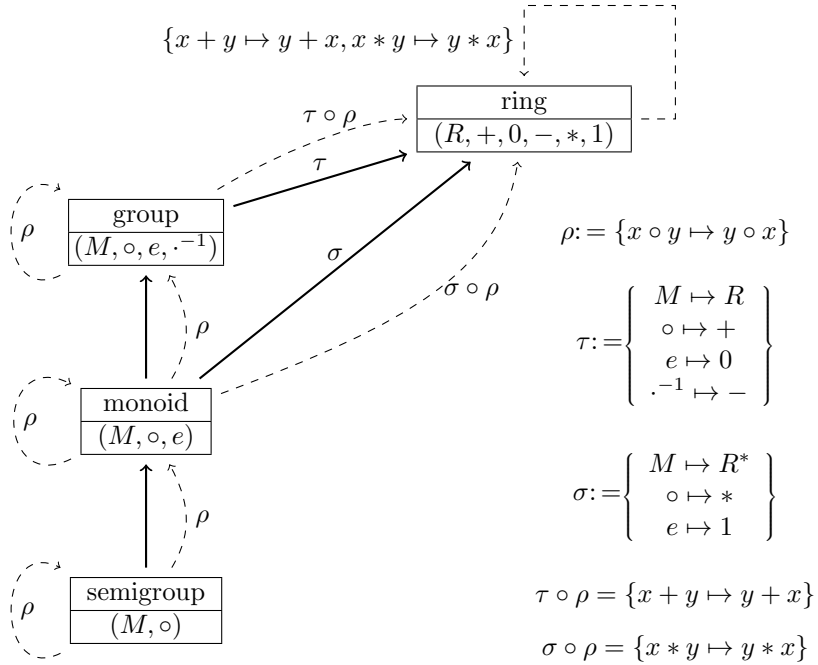 {x + y ↦ y + x, x ∗ y ↦ y ∗ x}
ring
(R, +, 0, −, ∗, 1)
τ ∘ ρ
τ
group
(M, ∘, e, ·⁻¹)
ρ
σ
σ ∘ ρ
ρ
monoid
(M, ∘, e)
ρ
ρ
semigroup
(M, ∘)
ρ
ρ: = {x ∘ y ↦ y ∘ x}
τ: = { M ↦ R
∘ ↦ +
e ↦ 0
·⁻¹ ↦ − }
σ: = { M ↦ R*
∘ ↦ ∗
e ↦ 1 }
τ ∘ ρ = {x + y ↦ y + x}
σ ∘ ρ = {x ∗ y ↦ y ∗ x}